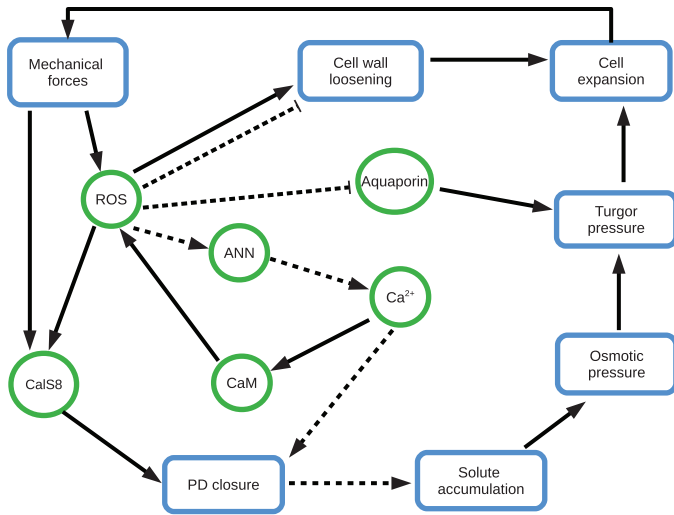 Mechanical
forces
Cell wall
loosening
Cell
expansion
ROS
Aquaporin
Turgor
pressure
ANN
Ca²⁺
Osmotic
pressure
CalS8
CaM
PD closure
Solute
accumulation